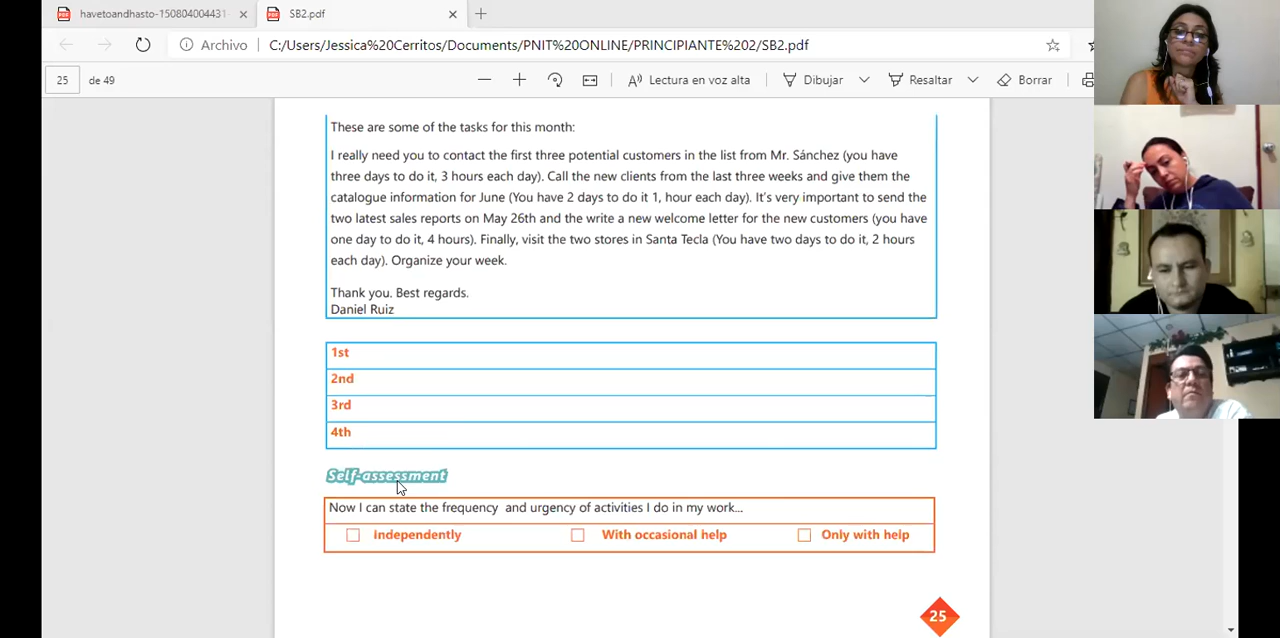 havetoandhasto-150804004431
SB2.pdf
Archivo
C:/Users/Jessica%20Cerritos/Documents/PNIT%20ONLINE/PRINCIPIANTE%202/SB2.pdf
25 de 49
Lectura en voz alta
Dibujar
Resaltar
Borrar
These are some of the tasks for this month:
I really need you to contact the first three potential customers in the list from Mr. Sánchez (you have
three days to do it, 3 hours each day). Call the new clients from the last three weeks and give them the
catalogue information for June (You have 2 days to do it 1, hour each day). It's very important to send the
two latest sales reports on May 26th and the write a new welcome letter for the new customers (you have
one day to do it, 4 hours). Finally, visit the two stores in Santa Tecla (You have two days to do it, 2 hours
each day). Organize your week.
Thank you. Best regards.
Daniel Ruiz
1st
2nd
3rd
4th
Self-assessment
Now I can state the frequency and urgency of activities I do in my work...
Independently
With occasional help
Only with help
25